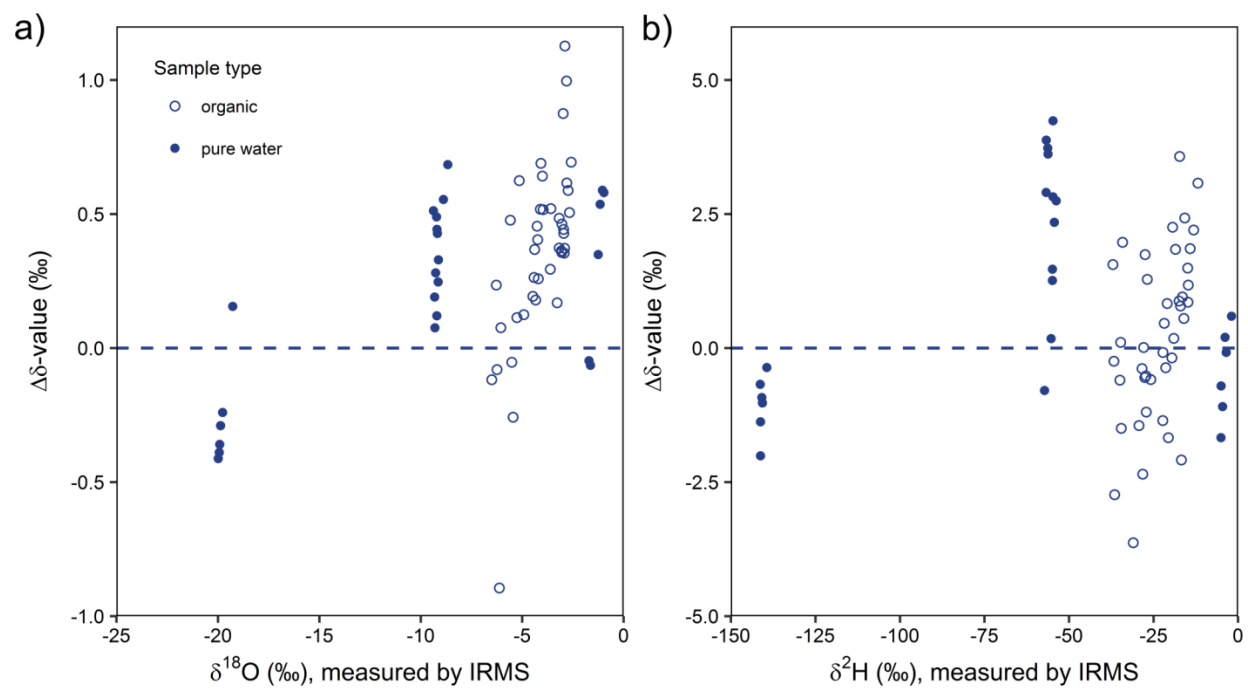 a)
Sample type
organic
pure water
Δδ-value (‰)
1.0
0.5
0.0
-0.5
-1.0
-25
-20
-15
-10
-5
0
δ¹⁸O (‰), measured by IRMS
b)
Δδ-value (‰)
5.0
2.5
0.0
-2.5
-5.0
-150
-125
-100
-75
-50
-25
0
δ²H (‰), measured by IRMS